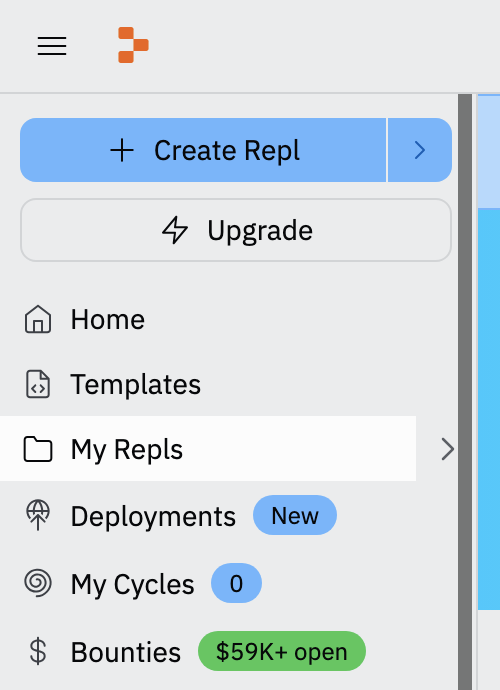 Create Repl
Upgrade
Home
Templates
My Repls
Deployments New
My Cycles 0
Bounties $59K+ open